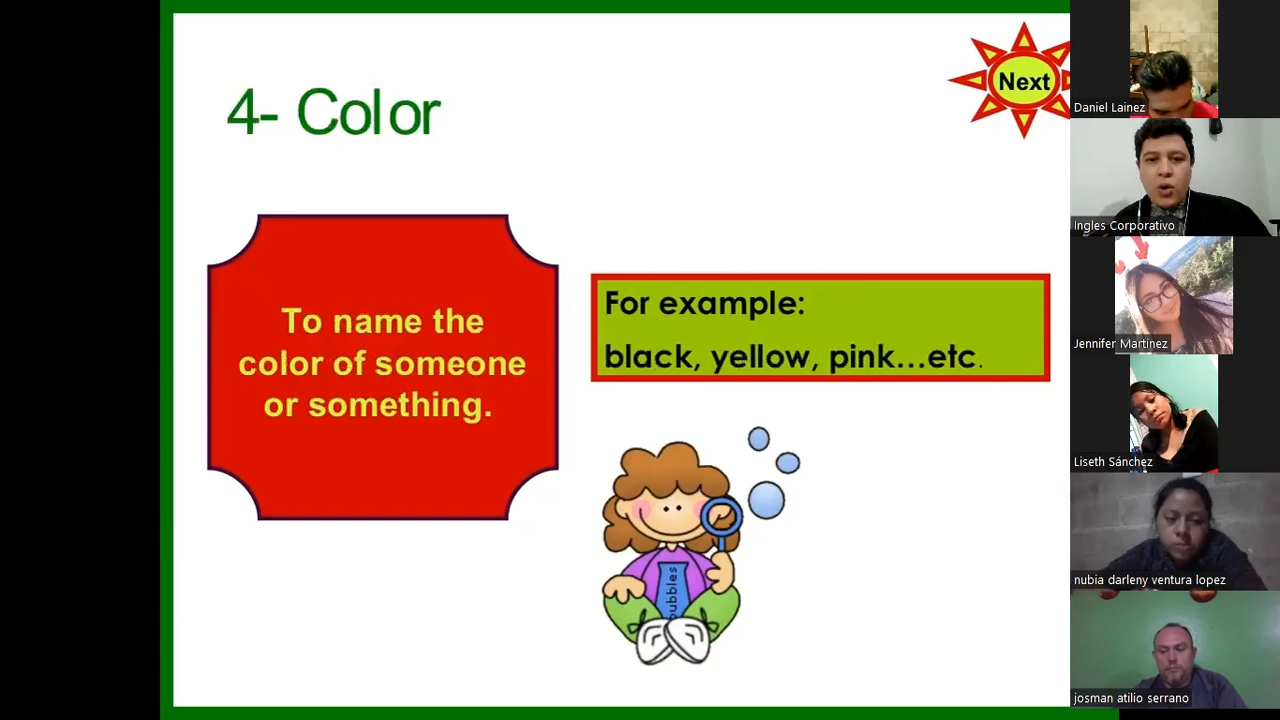 4- Color
Next
To name the
color of someone
or something.
For example:
black, yellow, pink...etc.
bubbles
Daniel Lainez
Ingles Corporativo
Jennifer Martinez
Liseth Sánchez
nubia darleny ventura lopez
josman atilio serrano